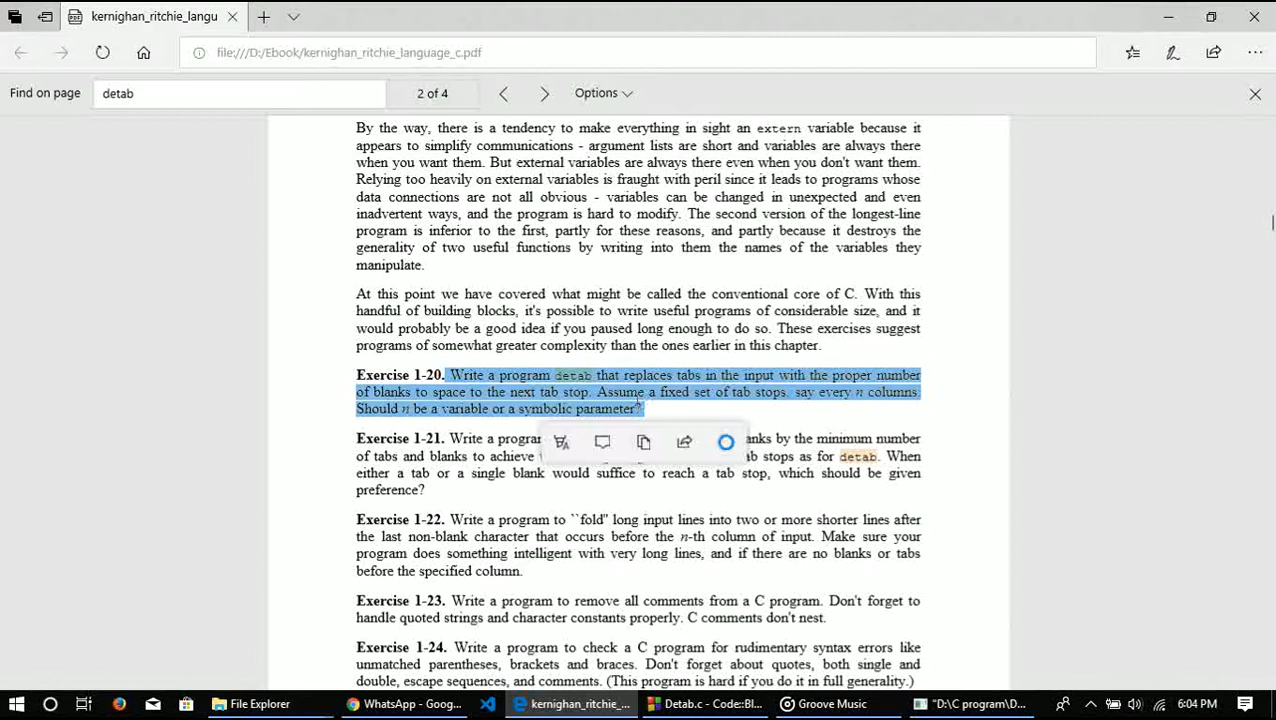 kernighan_ritchie_langu
file:///D:/Ebook/kernighan_ritchie_language_c.pdf
Find on page
detab
2 of 4
Options
By the way, there is a tendency to make everything in sight an extern variable because it
appears to simplify communications - argument lists are short and variables are always there
when you want them. But external variables are always there even when you don't want them.
Relying too heavily on external variables is fraught with peril since it leads to programs whose
data connections are not all obvious - variables can be changed in unexpected and even
inadvertent ways, and the program is hard to modify. The second version of the longest-line
program is inferior to the first, partly for these reasons, and partly because it destroys the
generality of two useful functions by writing into them the names of the variables they
manipulate.
At this point we have covered what might be called the conventional core of C. With this
handful of building blocks, it's possible to write useful programs of considerable size, and it
would probably be a good idea if you paused long enough to do so. These exercises suggest
programs of somewhat greater complexity than the ones earlier in this chapter.
Exercise 1-20. Write a program detab that replaces tabs in the input with the proper number
of blanks to space to the next tab stop. Assume a fixed set of tab stops, say every n columns.
Should n be a variable or a symbolic parameter?
Exercise 1-21. Write a program anks by the minimum number
of tabs and blanks to achieve ab stops as for detab. When
either a tab or a single blank would suffice to reach a tab stop, which should be given
preference?
Exercise 1-22. Write a program to ``fold'' long input lines into two or more shorter lines after
the last non-blank character that occurs before the n-th column of input. Make sure your
program does something intelligent with very long lines, and if there are no blanks or tabs
before the specified column.
Exercise 1-23. Write a program to remove all comments from a C program. Don't forget to
handle quoted strings and character constants properly. C comments don't nest.
Exercise 1-24. Write a program to check a C program for rudimentary syntax errors like
unmatched parentheses, brackets and braces. Don't forget about quotes, both single and
double, escape sequences, and comments. (This program is hard if you do it in full generality.)
File Explorer
WhatsApp - Goog...
kernighan_ritchie_...
Detab.c - Code::Bl...
Groove Music
"D:\C program\D...
6:04 PM